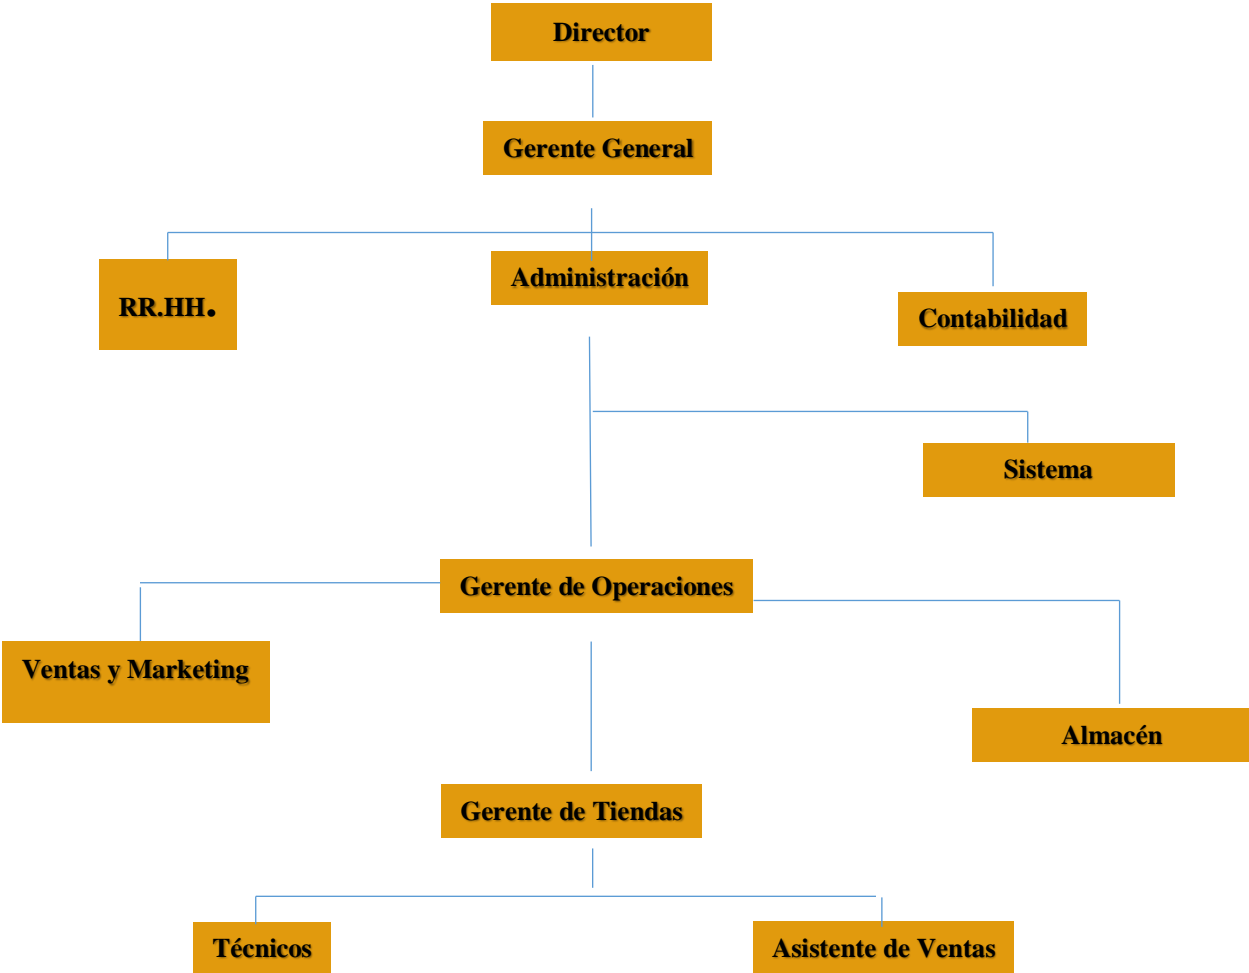 Director
Gerente General
RR.HH.
Administración
Contabilidad
Sistema
Gerente de Operaciones
Ventas y Marketing
Almacén
Gerente de Tiendas
Técnicos
Asistente de Ventas